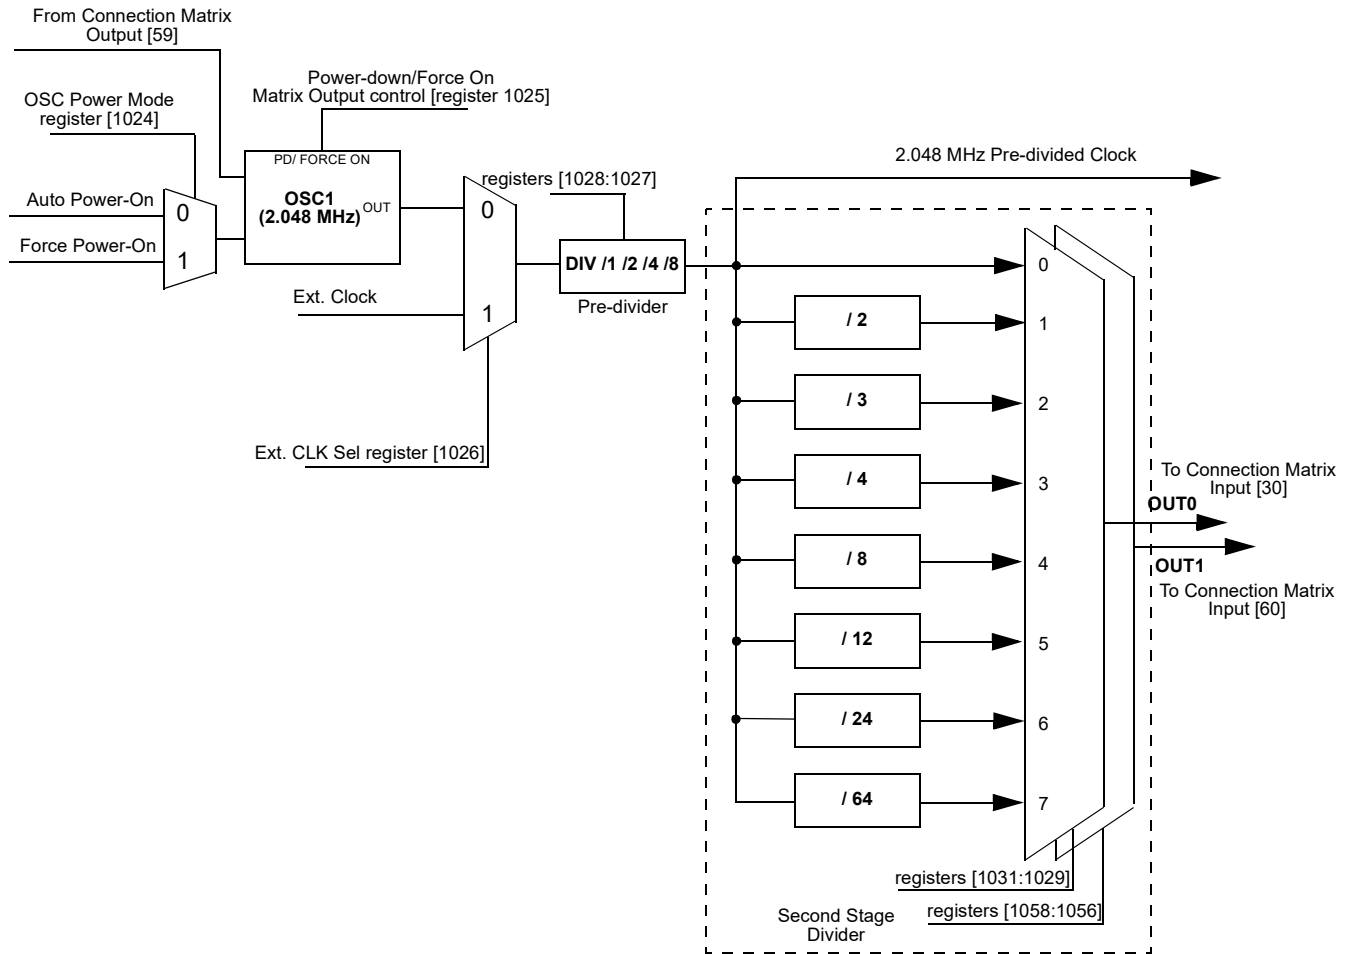 From Connection Matrix
Output [59]
Power-down/Force On
Matrix Output control [register 1025]
OSC Power Mode
register [1024]
PD/ FORCE ON
OSC1
(2.048 MHz)
OUT
Auto Power-On
0
Force Power-On
1
0
1
Ext. Clock
Ext. CLK Sel register [1026]
registers [1028:1027]
DIV /1 /2 /4 /8
Pre-divider
2.048 MHz Pre-divided Clock
0
/ 2
1
/ 3
2
/ 4
3
/ 8
4
/ 12
5
/ 24
6
/ 64
7
To Connection Matrix
Input [30]
OUT0
OUT1
To Connection Matrix
Input [60]
registers [1031:1029]
registers [1058:1056]
Second Stage
Divider